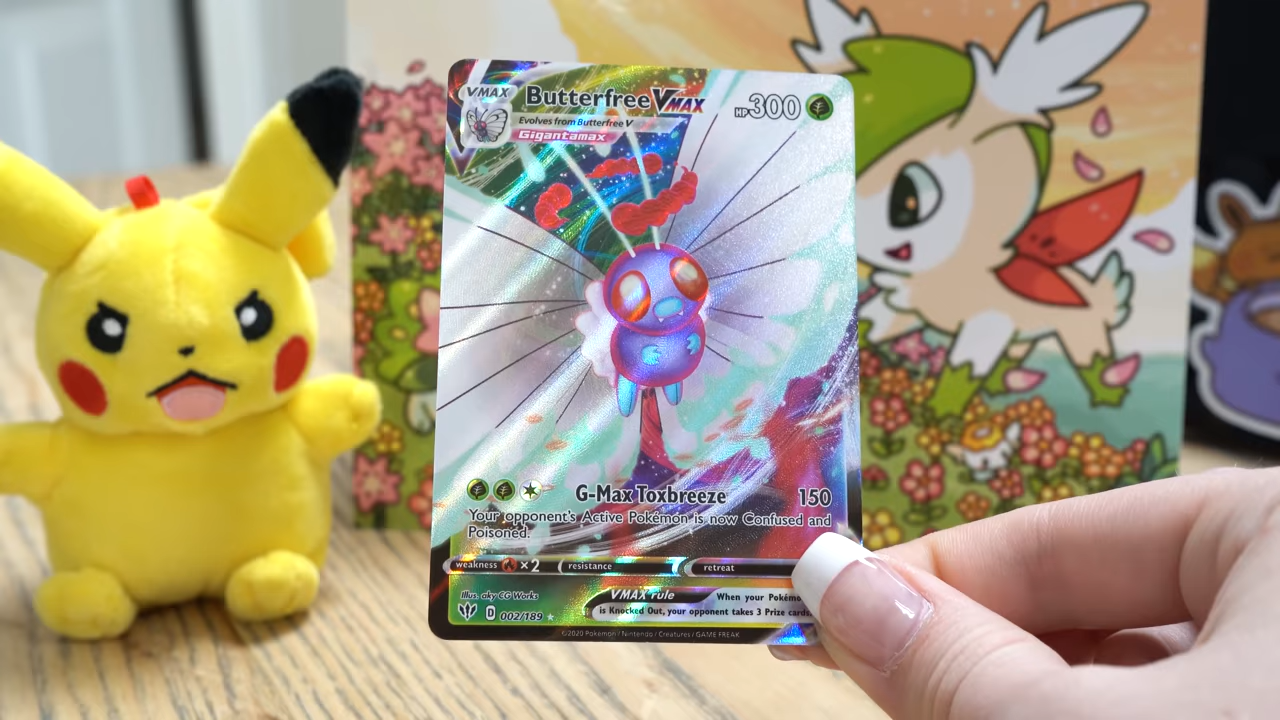 VMAX Butterfree VMAX HP 300
Evolves from Butterfree V
Gigantamax
G-Max Toxbreeze 150
Your opponent's Active Pokémon is now Confused and
Poisoned.
weakness ×2 resistance retreat
Illus. aky CG Works
VMAX rule When your Pokémo
D 002/189
is Knocked Out, your opponent takes 3 Prize cards.
©2020 Pokémon / Nintendo / Creatures / GAME FREAK